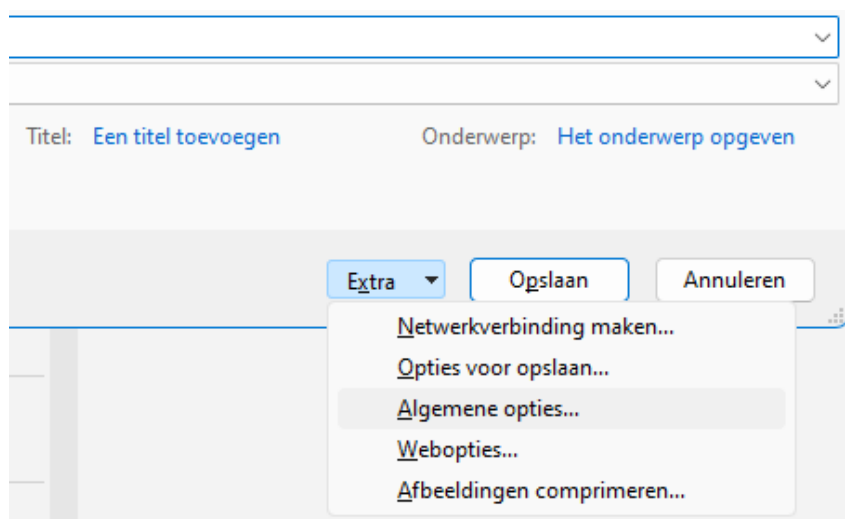 Titel: Een titel toevoegen Onderwerp: Het onderwerp opgeven
Extra Opslaan Annuleren
Netwerkverbinding maken...
Opties voor opslaan...
Algemene opties...
Webopties...
Afbeeldingen comprimeren...